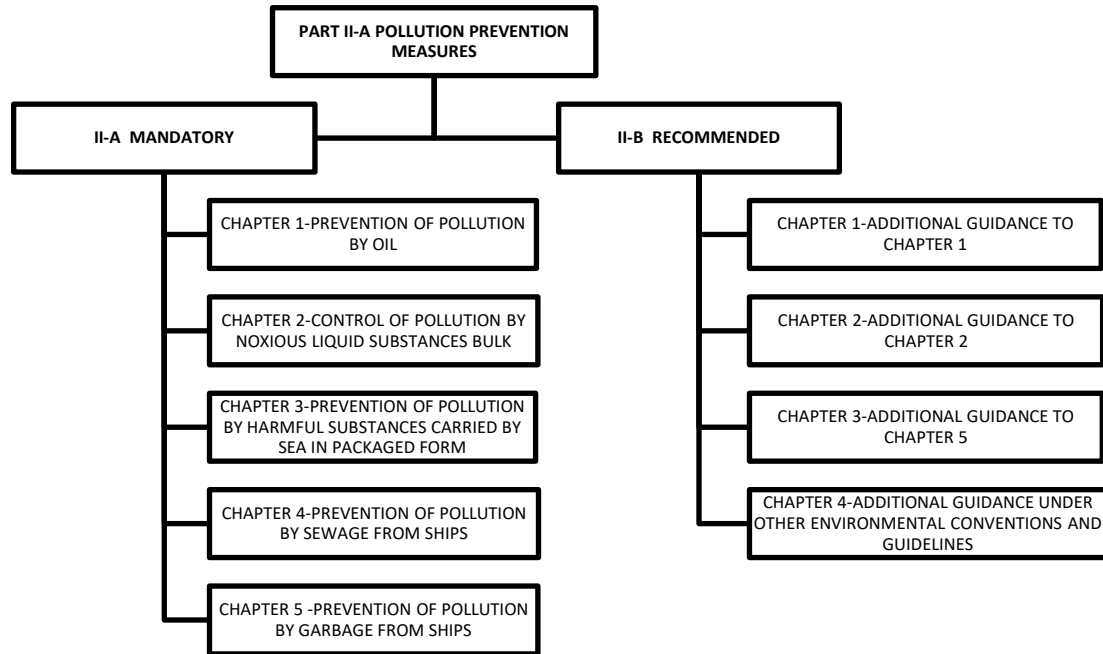 PART II-A POLLUTION PREVENTION
MEASURES
II-A  MANDATORY
II-B  RECOMMENDED
CHAPTER 1-PREVENTION OF POLLUTION
BY OIL
CHAPTER 2-CONTROL OF POLLUTION BY
NOXIOUS LIQUID SUBSTANCES BULK
CHAPTER 3-PREVENTION OF POLLUTION
BY HARMFUL SUBSTANCES CARRIED BY
SEA IN PACKAGED FORM
CHAPTER 4-PREVENTION OF POLLUTION
BY SEWAGE FROM SHIPS
CHAPTER 5 -PREVENTION OF POLLUTION
BY GARBAGE FROM SHIPS
CHAPTER 1-ADDITIONAL GUIDANCE TO
CHAPTER 1
CHAPTER 2-ADDITIONAL GUIDANCE TO
CHAPTER 2
CHAPTER 3-ADDITIONAL GUIDANCE TO
CHAPTER 5
CHAPTER 4-ADDITIONAL GUIDANCE UNDER
OTHER ENVIRONMENTAL CONVENTIONS AND
GUIDELINES